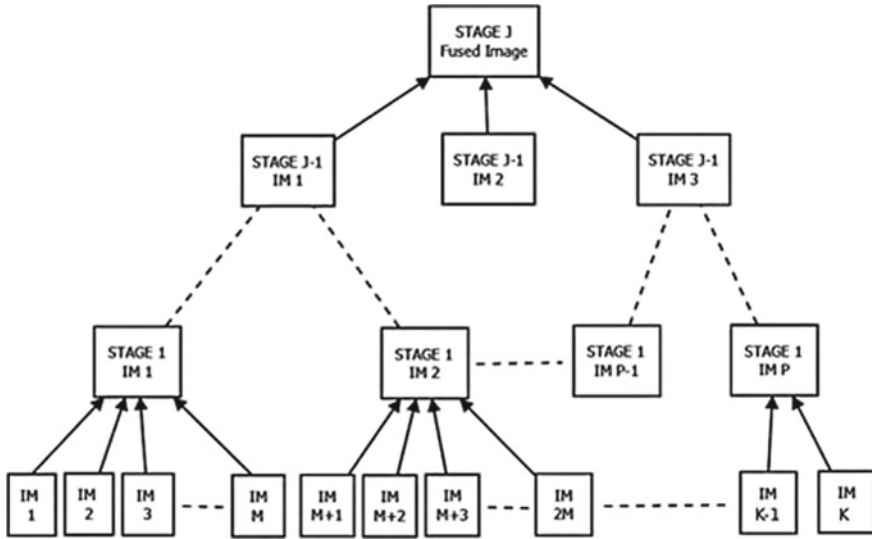 STAGE J
Fused Image
STAGE J-1
IM 1
STAGE J-1
IM 2
STAGE J-1
IM 3
STAGE 1
IM 1
STAGE 1
IM 2
STAGE 1
IM P-1
STAGE 1
IM P
IM
1
IM
2
IM
3
IM
M
IM
M+1
IM
M+2
IM
M+3
IM
2M
IM
K-1
IM
K